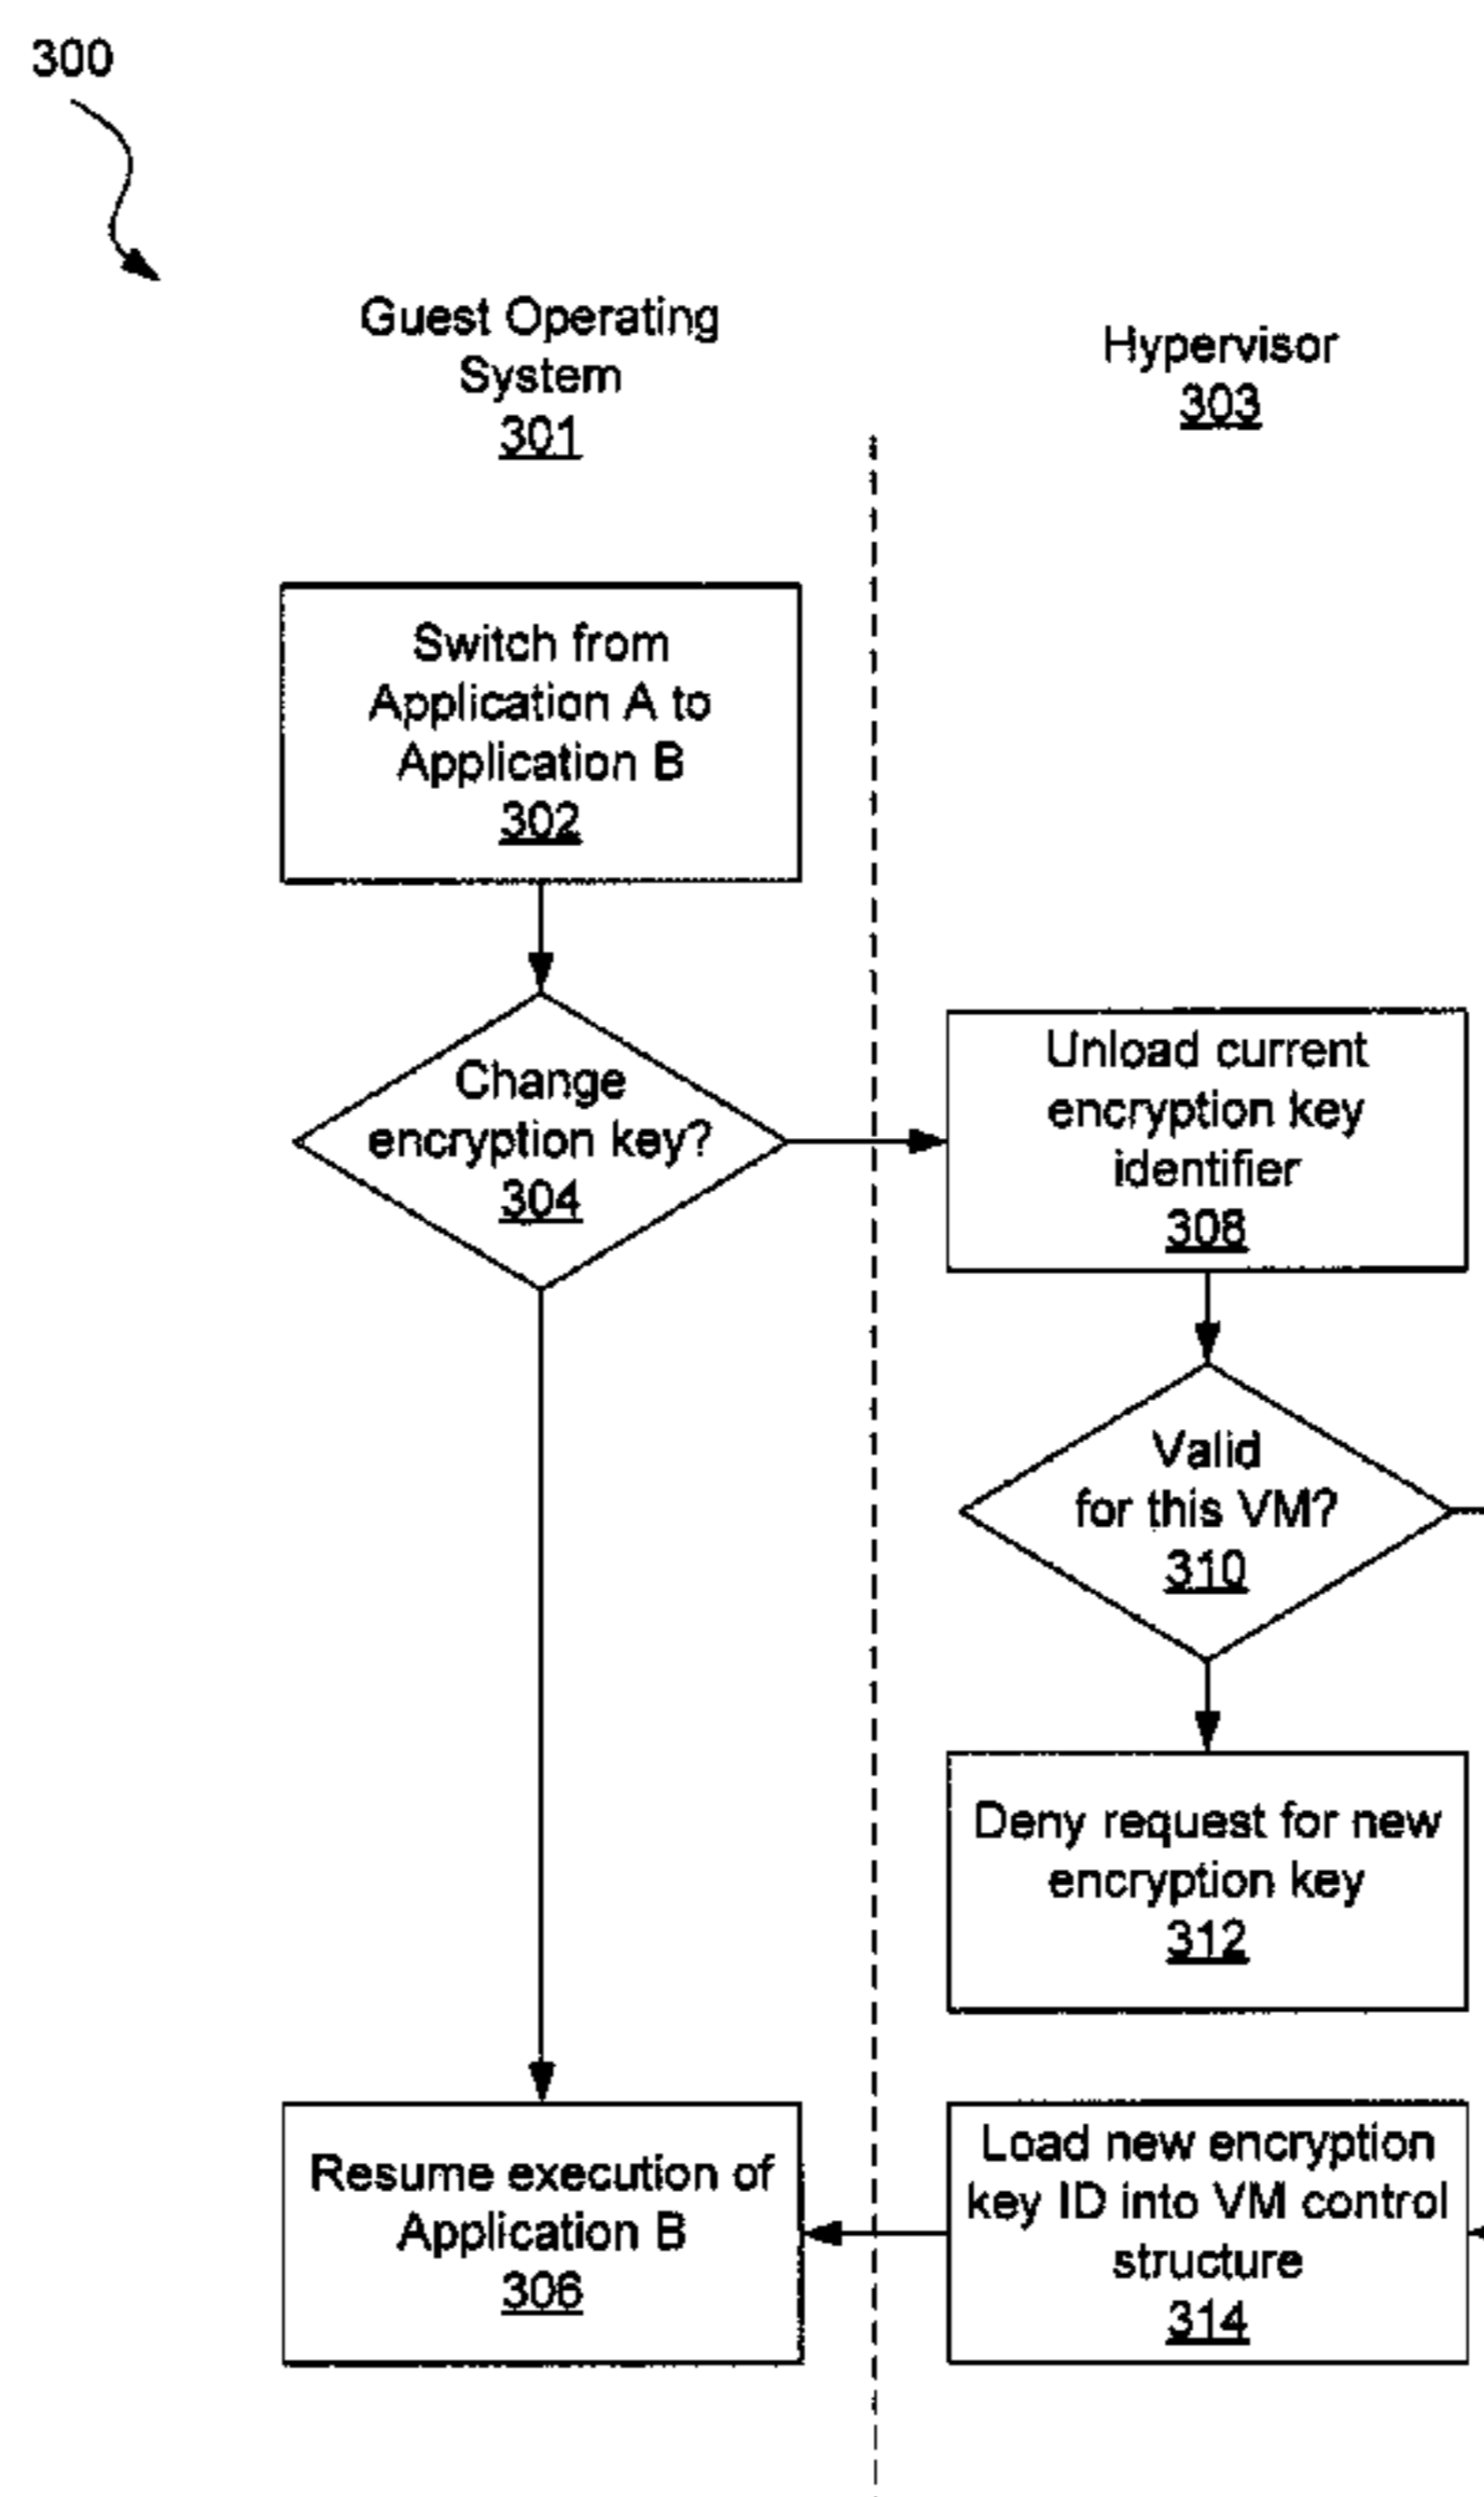 300
Guest Operating
System
301
Hypervisor
303
Switch from
Application A to
Application B
302
Change
encryption key?
304
Unload current
encryption key
identifier
308
Valid
for this VM?
310
Deny request for new
encryption key
312
Resume execution of
Application B
306
Load new encryption
key ID into VM control
structure
314